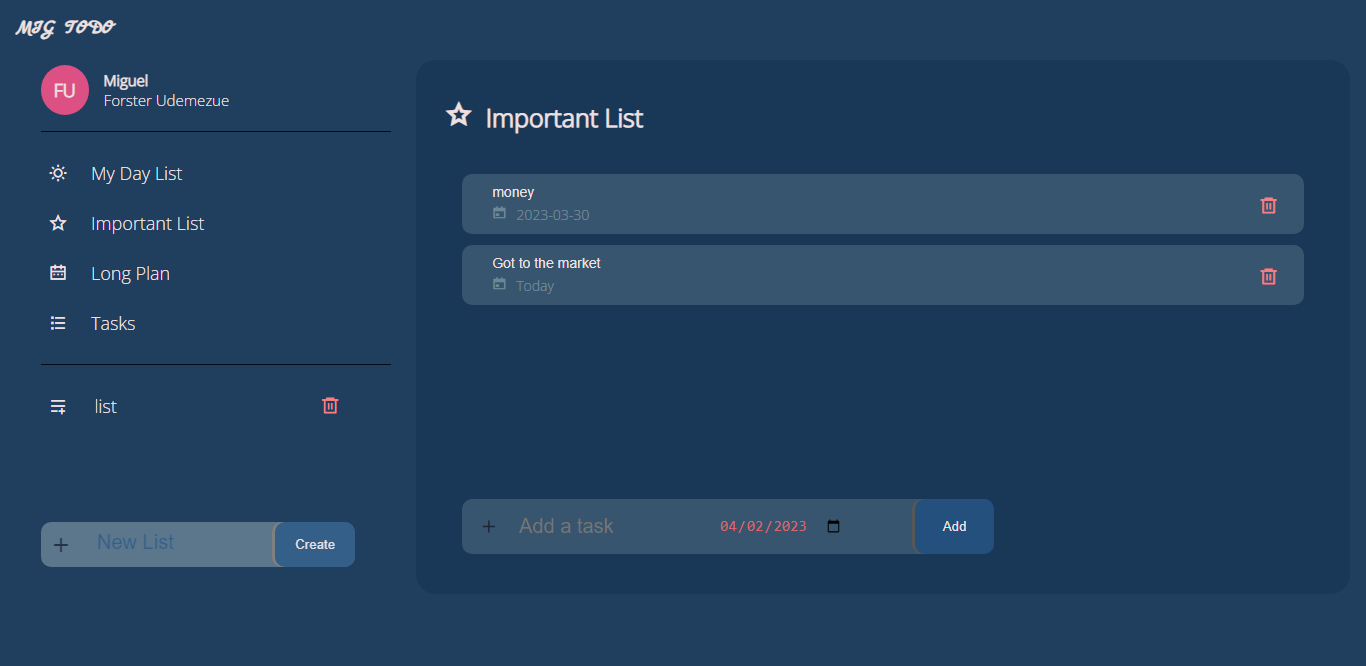 MIG TODO
FU
Miguel
Forster Udemezue
My Day List
Important List
Long Plan
Tasks
list
New List
Create
Important List
money
2023-03-30
Got to the market
Today
Add a task
04/02/2023
Add